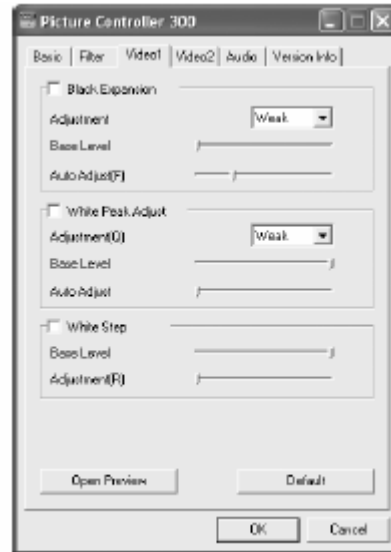 Picture Controller 300
Basic Filter Video1 Video2 Audio Version Info
Black Expansion
Adjustment Weak
Base Level
Auto Adjust(F)
White Peak Adjust
Adjustment(Q) Weak
Base Level
Auto Adjust
White Step
Base Level
Adjustment(R)
Open Preview Default
OK Cancel